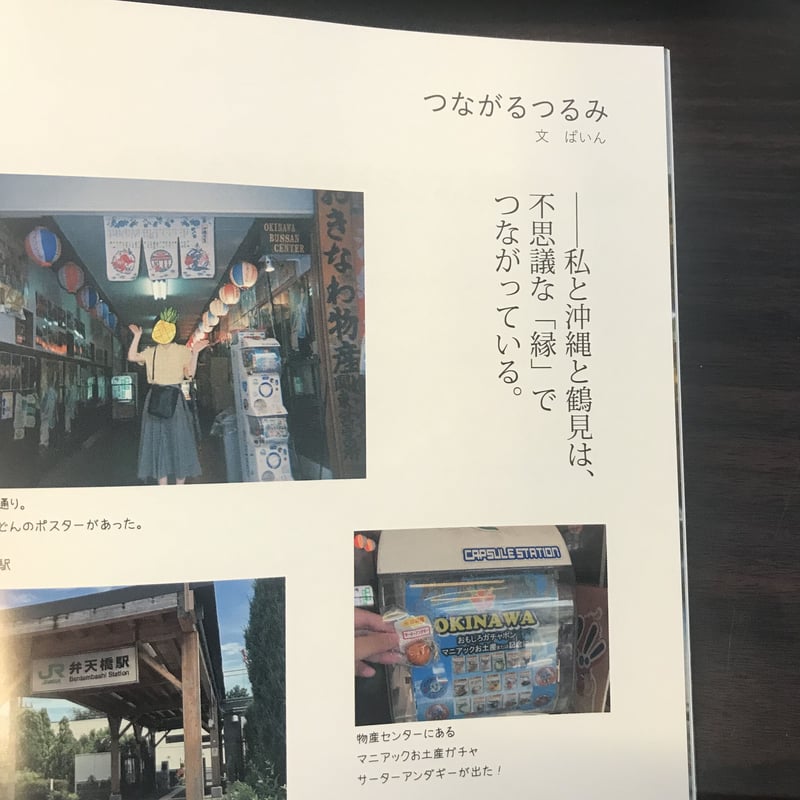 つながるつるみ
文　ぱいん
――私と沖縄と鶴見は、
不思議な「縁」で
つながっている。
OKINAWA
BUSSAN
CENTER
おきなわ物産
通り。
どんのポスターがあった。
駅
JR
弁天橋駅
Bentembashi Station
CAPSULE STATION
OKINAWA
おもしろガチャポン
マニアックお土産
物産センターにある
マニアックお土産ガチャ
サーターアンダギーが出た！